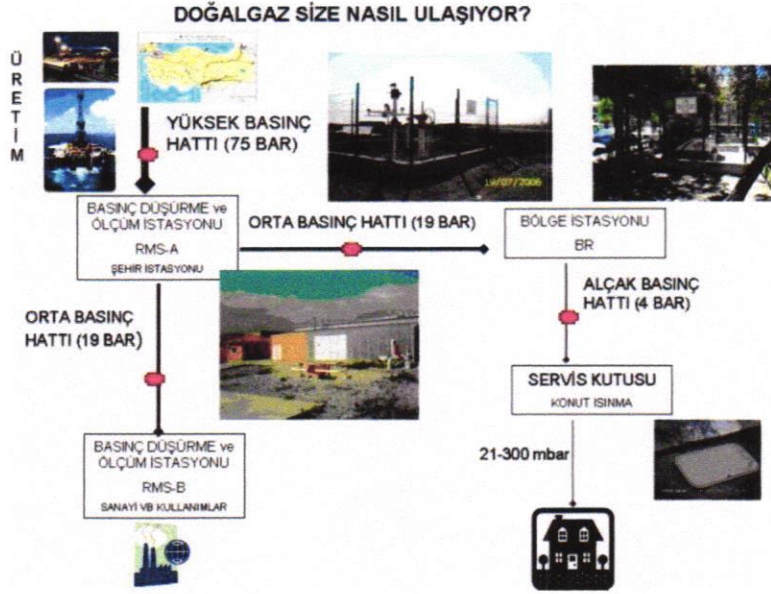 DOĞALGAZ SİZE NASIL ULAŞIYOR?
ÜRETİM
YÜKSEK BASINÇ
HATTI (75 BAR)
19/07/2006
BASINÇ DÜŞÜRME ve
ÖLÇÜM İSTASYONU
RMS-A
ŞEHİR İSTASYONU
ORTA BASINÇ HATTI (19 BAR)
BÖLGE İSTASYONU
BR
ORTA BASINÇ
HATTI (19 BAR)
ALÇAK BASINÇ
HATTI (4 BAR)
SERVİS KUTUSU
KONUT ISINMA
BASINÇ DÜŞÜRME ve
ÖLÇÜM İSTASYONU
RMS-B
SANAYİ VB KULLANIMLAR
21-300 mbar